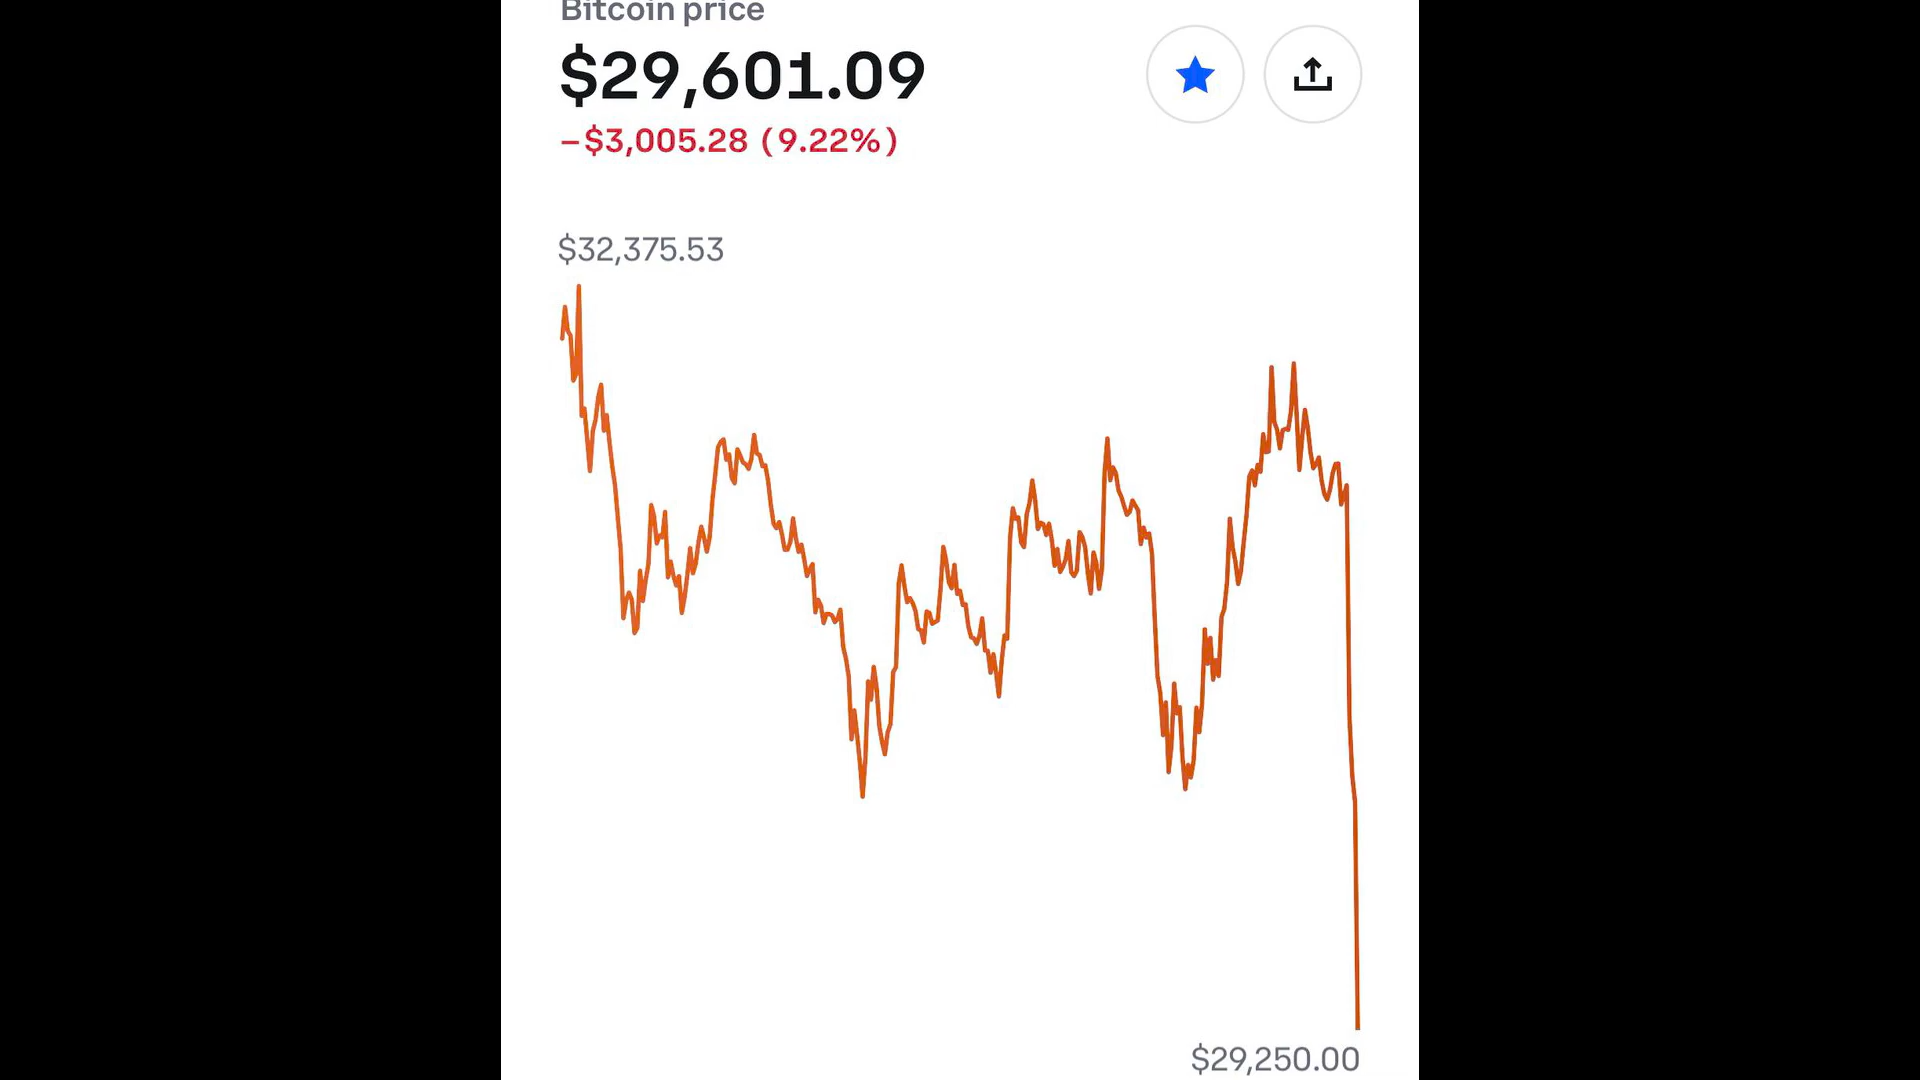 Bitcoin price
$29,601.09
–$3,005.28 (9.22%)
$32,375.53
$29,250.00